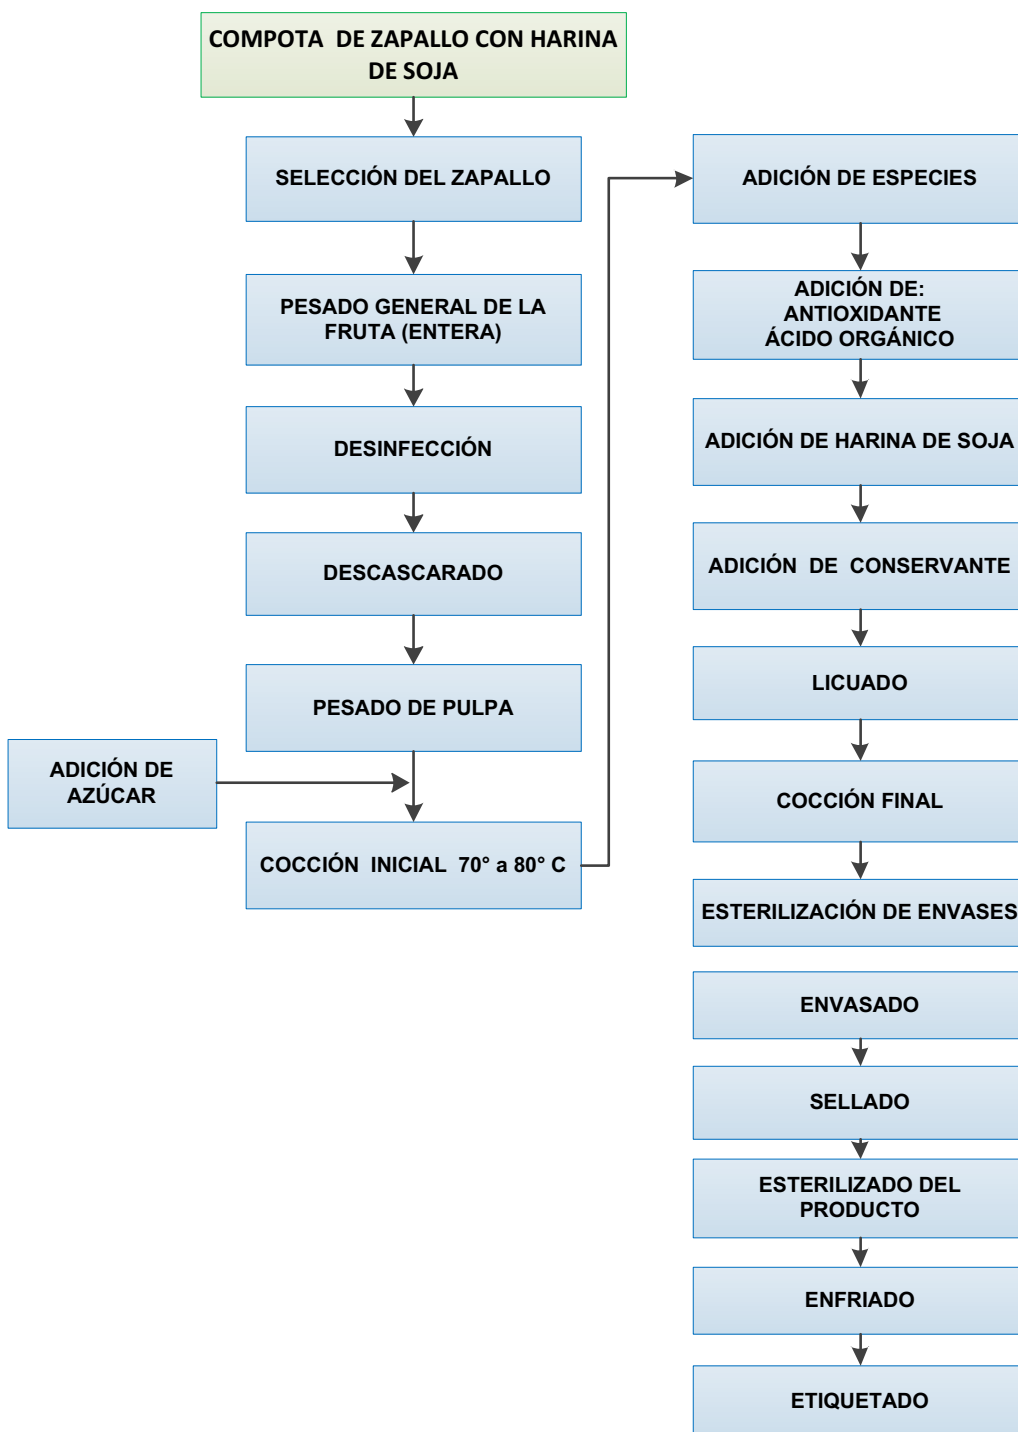 COMPOTA  DE ZAPALLO CON HARINA
DE SOJA
SELECCIÓN DEL ZAPALLO
PESADO GENERAL DE LA
FRUTA (ENTERA)
DESINFECCIÓN
DESCASCARADO
PESADO DE PULPA
ADICIÓN DE
AZÚCAR
COCCIÓN  INICIAL  70° a 80° C
ADICIÓN DE ESPECIES
ADICIÓN DE:
ANTIOXIDANTE
ÁCIDO ORGÁNICO
ADICIÓN DE HARINA DE SOJA
ADICIÓN  DE  CONSERVANTE
LICUADO
COCCIÓN FINAL
ESTERILIZACIÓN DE ENVASES
ENVASADO
SELLADO
ESTERILIZADO DEL
PRODUCTO
ENFRIADO
ETIQUETADO